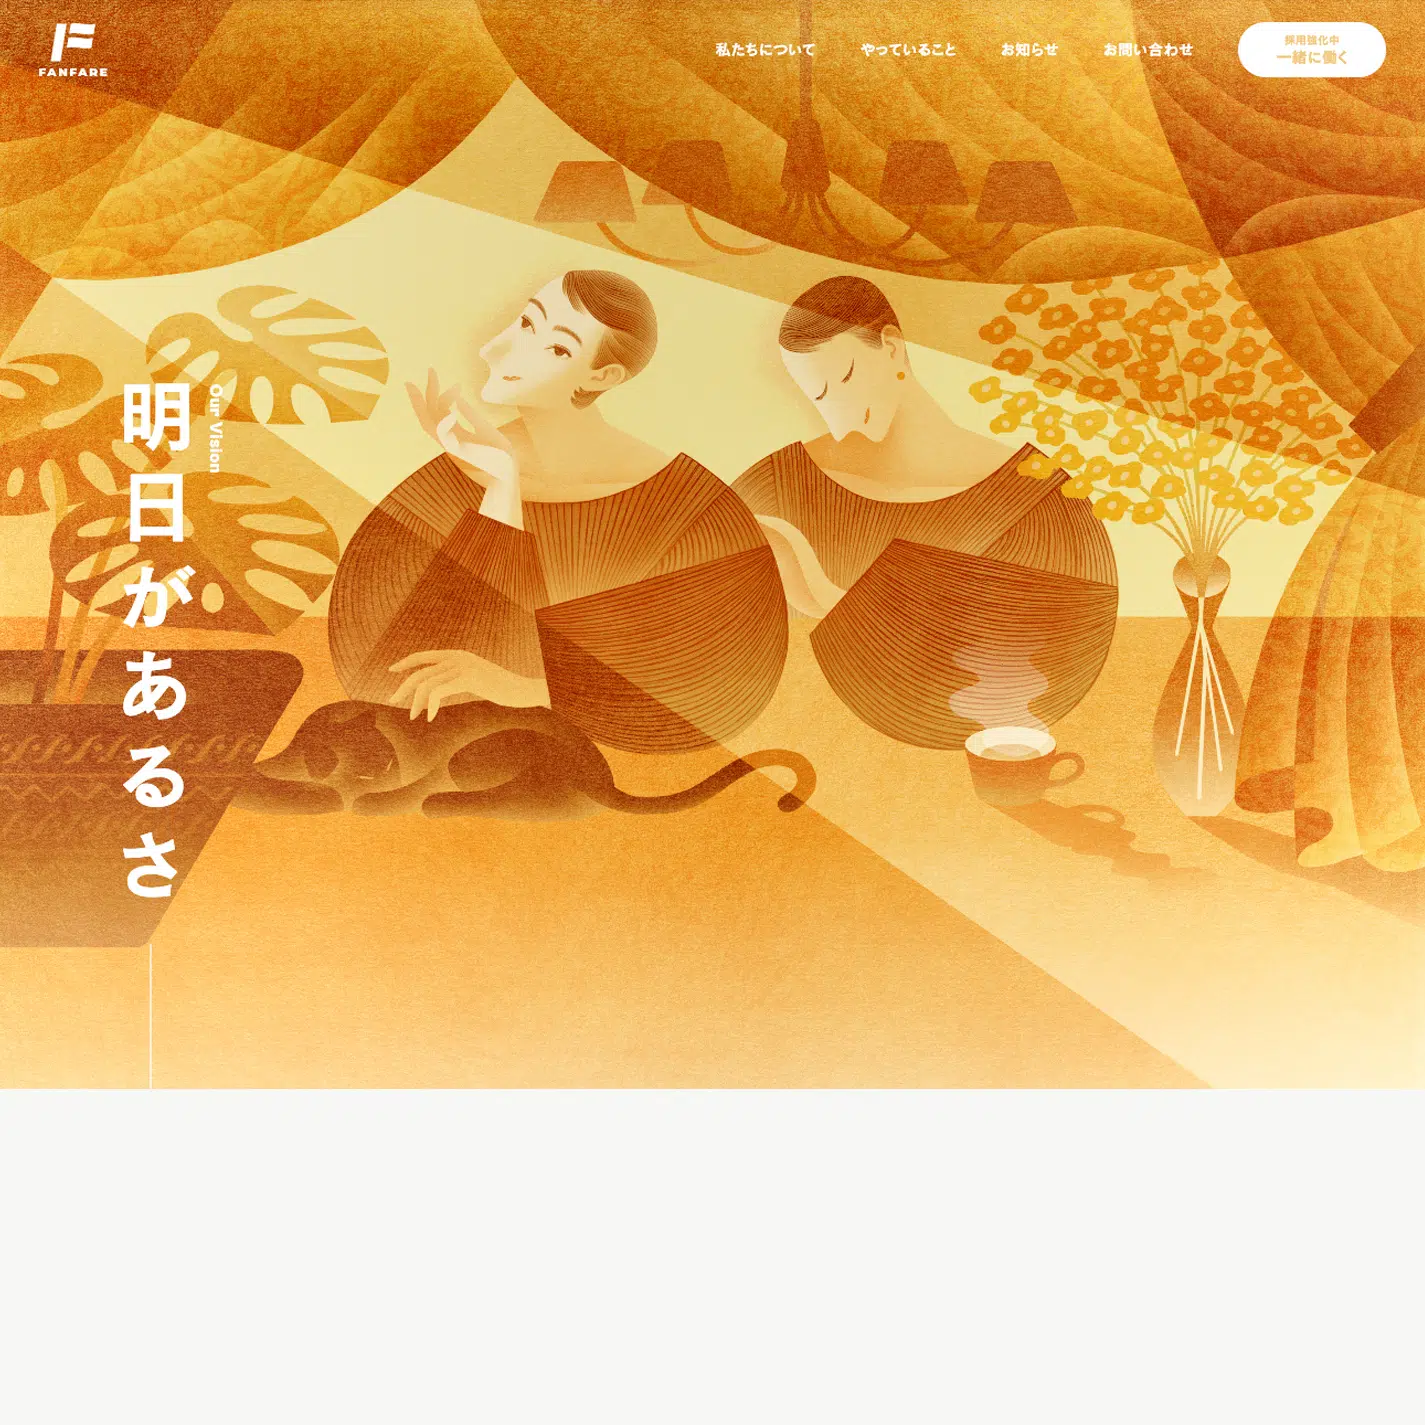 FANFARE
私たちについて
やっていること
お知らせ
お問い合わせ
採用強化中
一緒に働く
明日があるさ
Our Vision